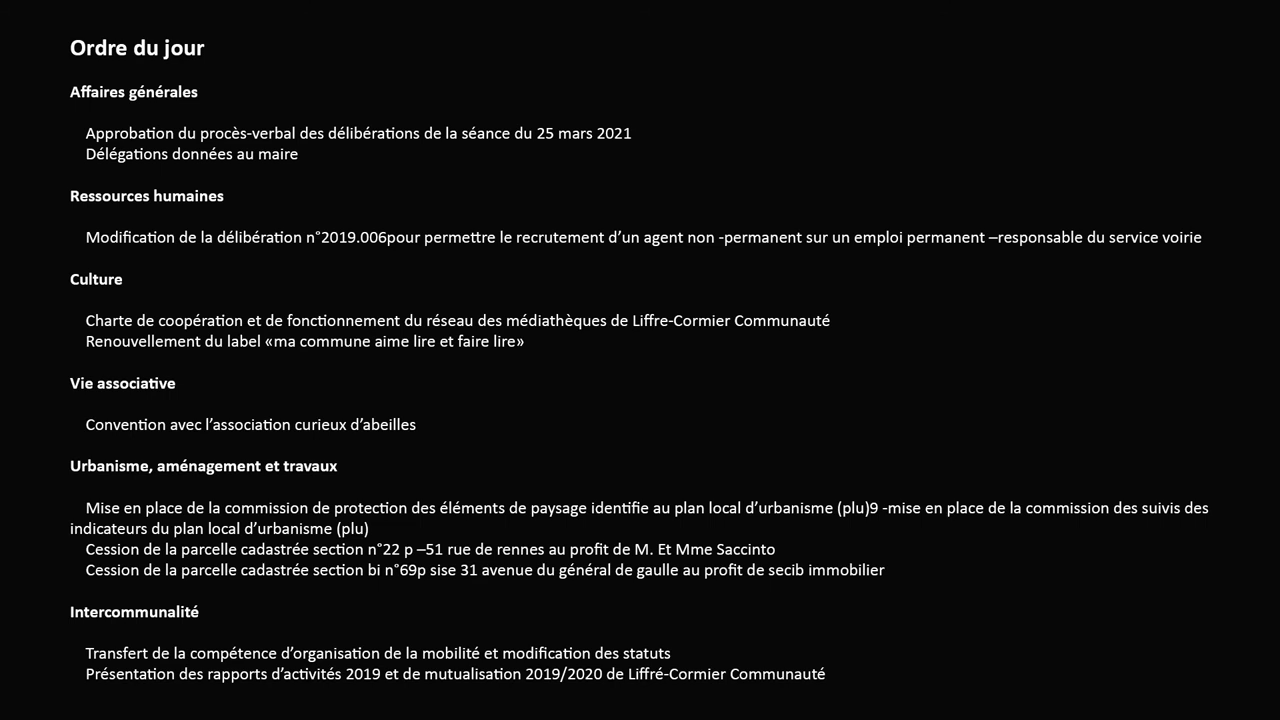 Ordre du jour
Affaires générales
Approbation du procès-verbal des délibérations de la séance du 25 mars 2021
Délégations données au maire
Ressources humaines
Modification de la délibération n°2019.006pour permettre le recrutement d’un agent non -permanent sur un emploi permanent –responsable du service voirie
Culture
Charte de coopération et de fonctionnement du réseau des médiathèques de Liffre-Cormier Communauté
Renouvellement du label «ma commune aime lire et faire lire»
Vie associative
Convention avec l’association curieux d’abeilles
Urbanisme, aménagement et travaux
Mise en place de la commission de protection des éléments de paysage identifie au plan local d’urbanisme (plu)9 -mise en place de la commission des suivis des
indicateurs du plan local d’urbanisme (plu)
Cession de la parcelle cadastrée section n°22 p –51 rue de rennes au profit de M. Et Mme Saccinto
Cession de la parcelle cadastrée section bi n°69p sise 31 avenue du général de gaulle au profit de secib immobilier
Intercommunalité
Transfert de la compétence d’organisation de la mobilité et modification des statuts
Présentation des rapports d’activités 2019 et de mutualisation 2019/2020 de Liffré-Cormier Communauté